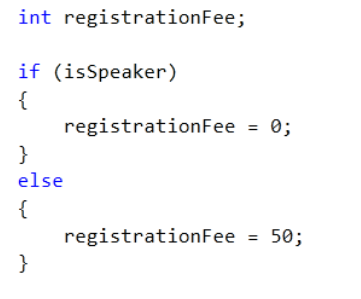 int registrationFee;
if (isSpeaker)
{
registrationFee = 0;
}
else
{
registrationFee = 50;
}